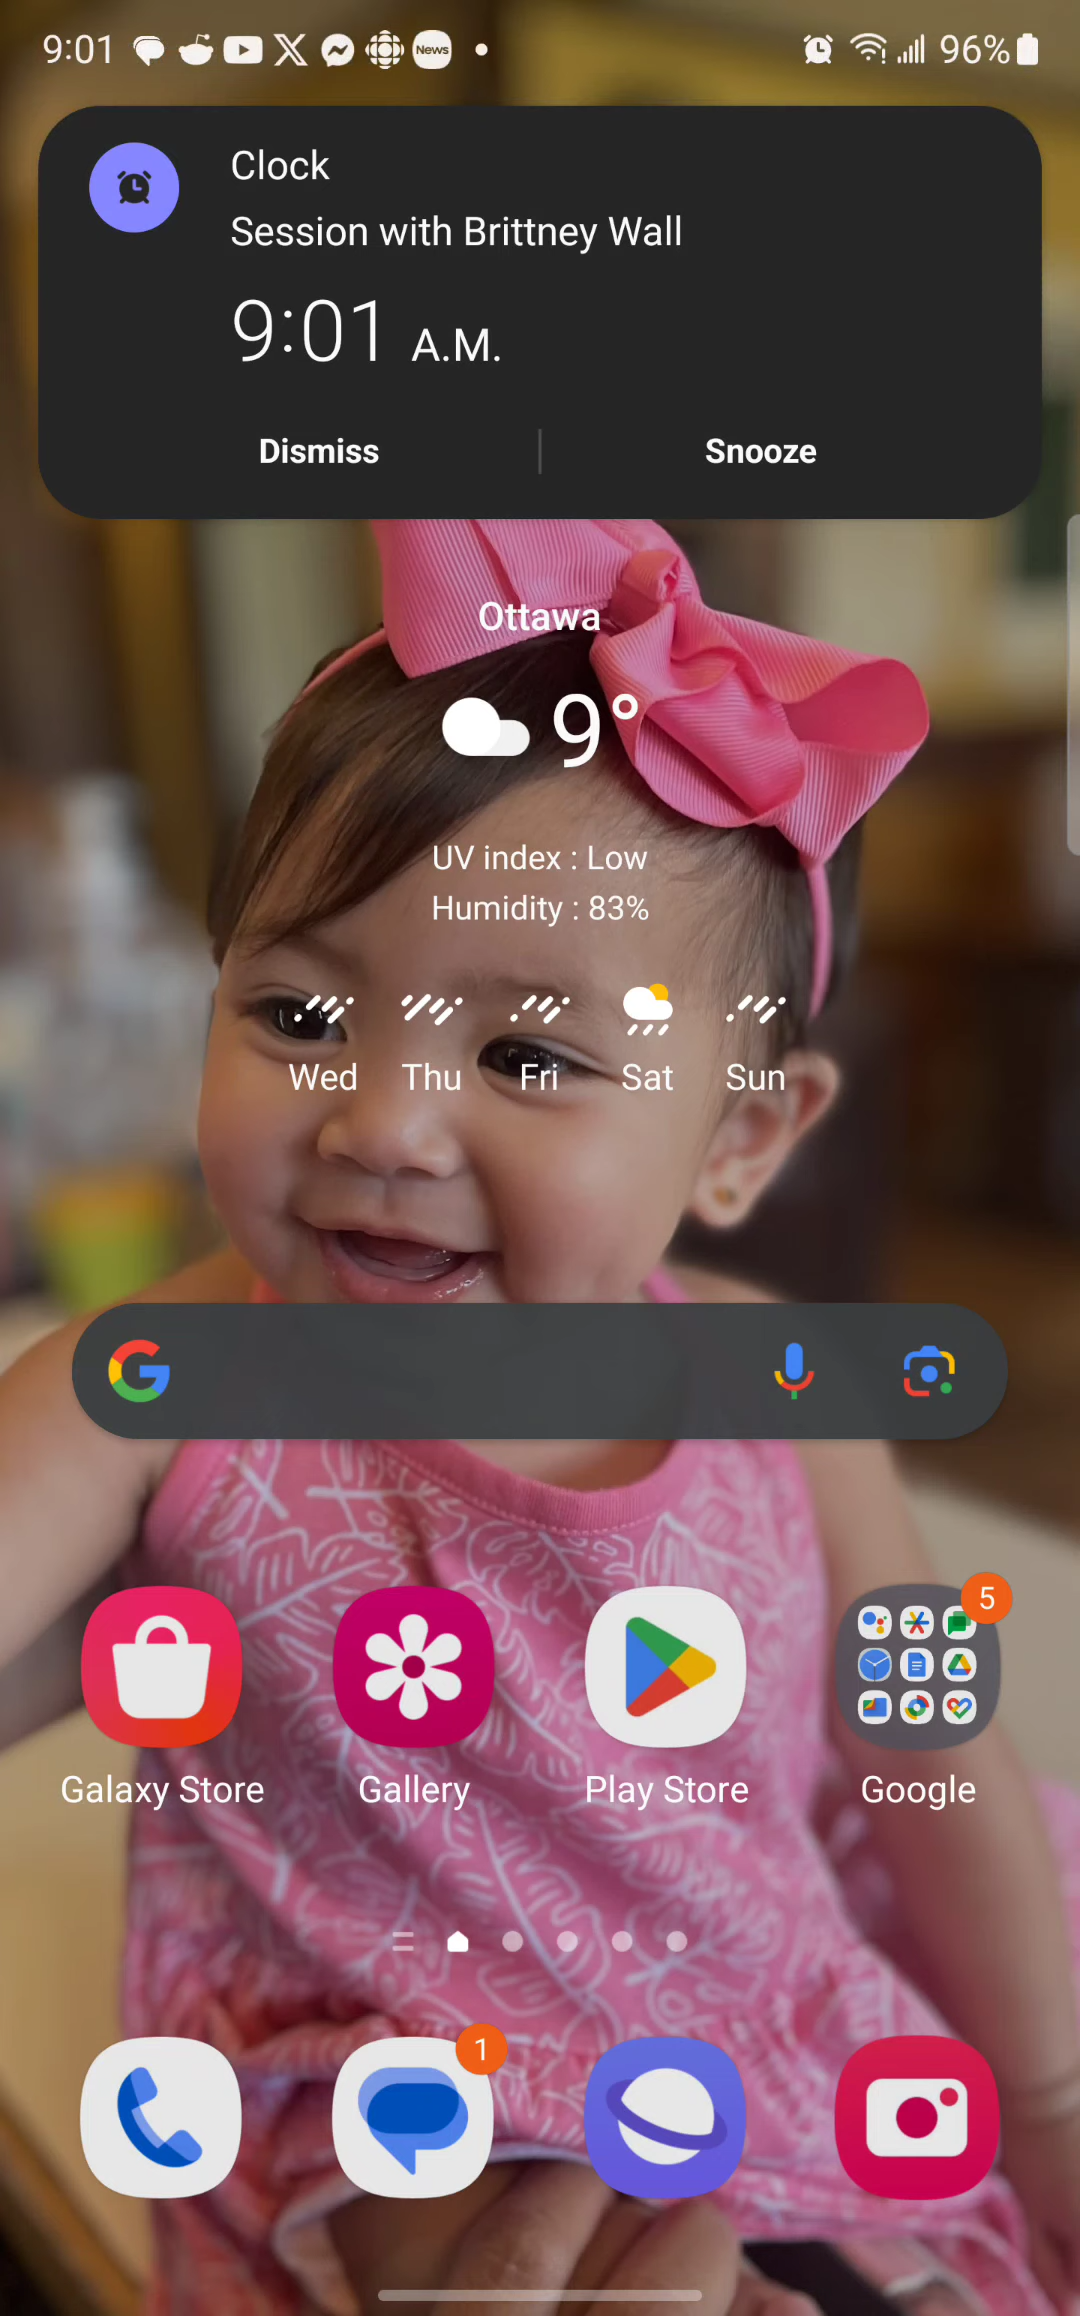 9:01 News 96%
Clock
Session with Brittney Wall
9:01 A.M.
Dismiss Snooze
Ottawa
9°
UV index : Low
Humidity : 83%
Wed Thu Fri Sat Sun
5
Galaxy Store Gallery Play Store Google
1